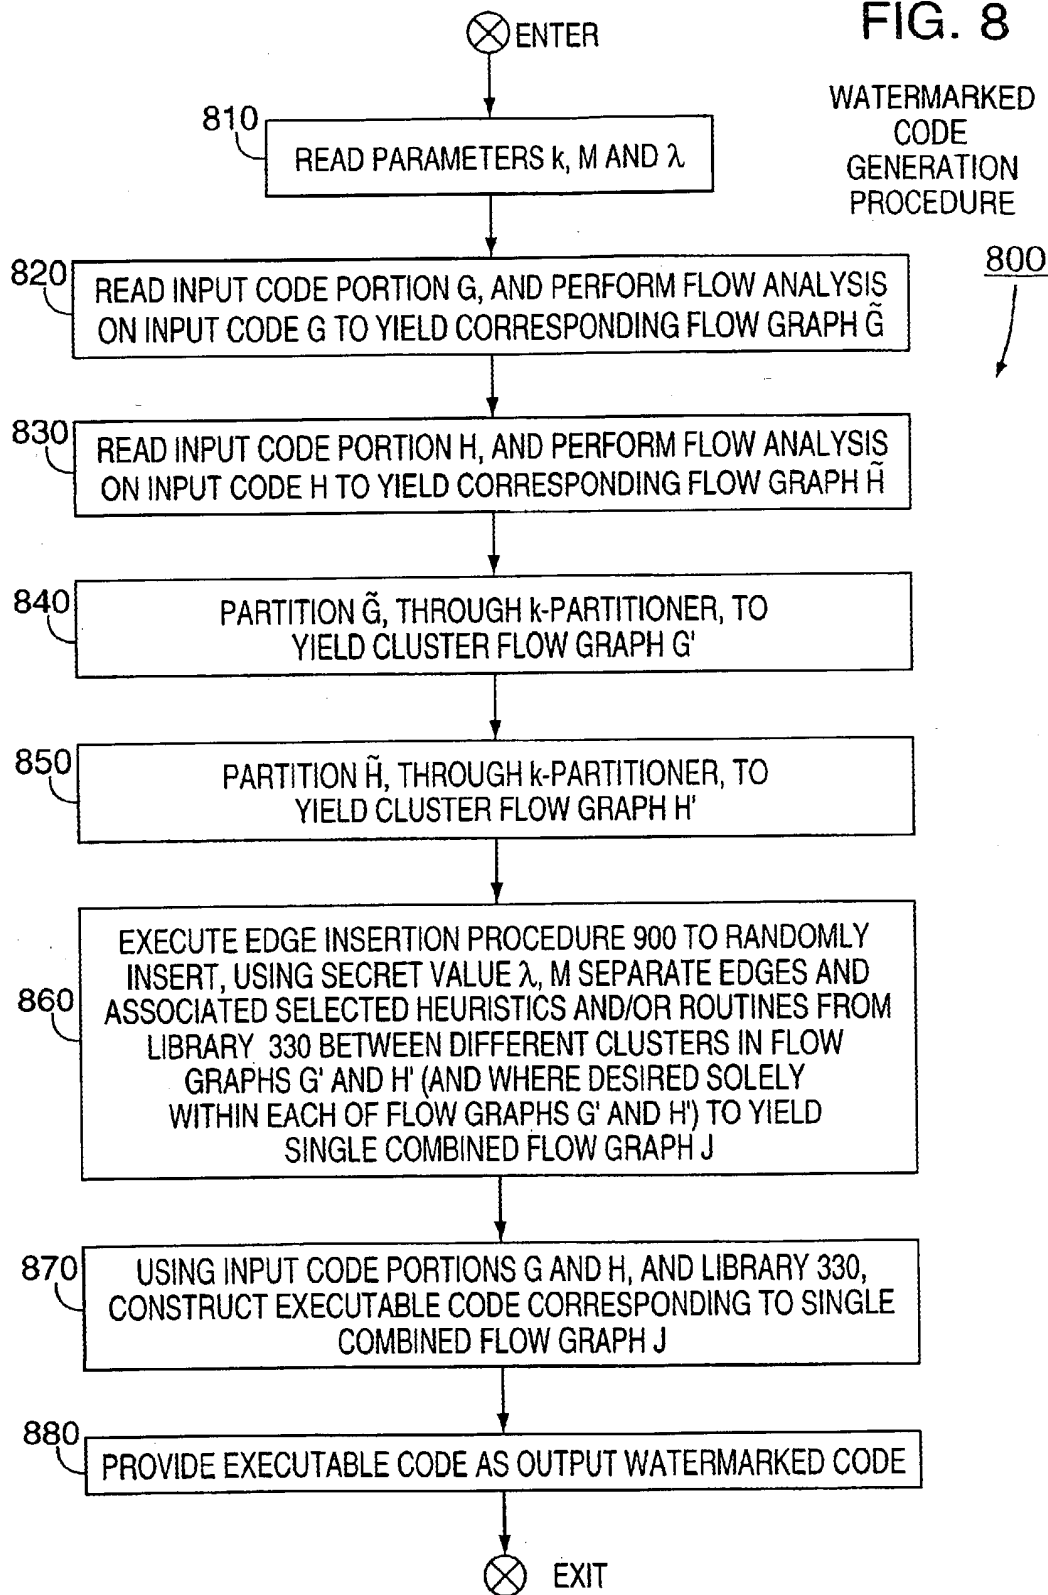 FIG. 8
ENTER
WATERMARKED
CODE
GENERATION
PROCEDURE
800
810
READ PARAMETERS k, M AND λ
820
READ INPUT CODE PORTION G, AND PERFORM FLOW ANALYSIS
ON INPUT CODE G TO YIELD CORRESPONDING FLOW GRAPH G̃
830
READ INPUT CODE PORTION H, AND PERFORM FLOW ANALYSIS
ON INPUT CODE H TO YIELD CORRESPONDING FLOW GRAPH H̃
840
PARTITION G̃, THROUGH k-PARTITIONER, TO
YIELD CLUSTER FLOW GRAPH G'
850
PARTITION H̃, THROUGH k-PARTITIONER, TO
YIELD CLUSTER FLOW GRAPH H'
860
EXECUTE EDGE INSERTION PROCEDURE 900 TO RANDOMLY
INSERT, USING SECRET VALUE λ, M SEPARATE EDGES AND
ASSOCIATED SELECTED HEURISTICS AND/OR ROUTINES FROM
LIBRARY 330 BETWEEN DIFFERENT CLUSTERS IN FLOW
GRAPHS G' AND H' (AND WHERE DESIRED SOLELY
WITHIN EACH OF FLOW GRAPHS G' AND H') TO YIELD
SINGLE COMBINED FLOW GRAPH J
870
USING INPUT CODE PORTIONS G AND H, AND LIBRARY 330,
CONSTRUCT EXECUTABLE CODE CORRESPONDING TO SINGLE
COMBINED FLOW GRAPH J
880
PROVIDE EXECUTABLE CODE AS OUTPUT WATERMARKED CODE
EXIT